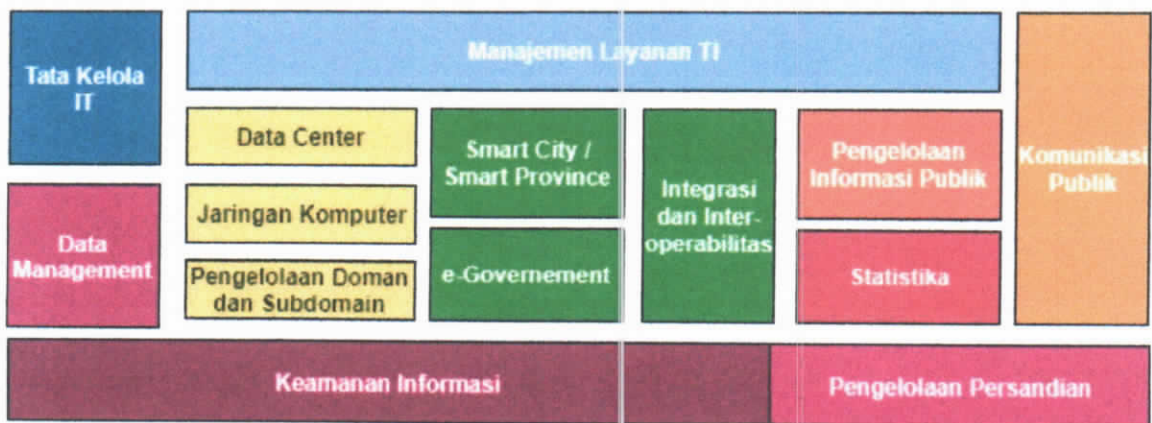 Tata Kelola
IT
Manajemen Layanan TI
Data Center
Smart City /
Smart Province
Integrasi
dan Inter-
operabilitas
Pengelolaan
Informasi Publik
Komunikasi
Publik
Data
Management
Jaringan Komputer
Pengelolaan Doman
dan Subdomain
e-Governement
Statistika
Keamanan Informasi
Pengelolaan Persandian